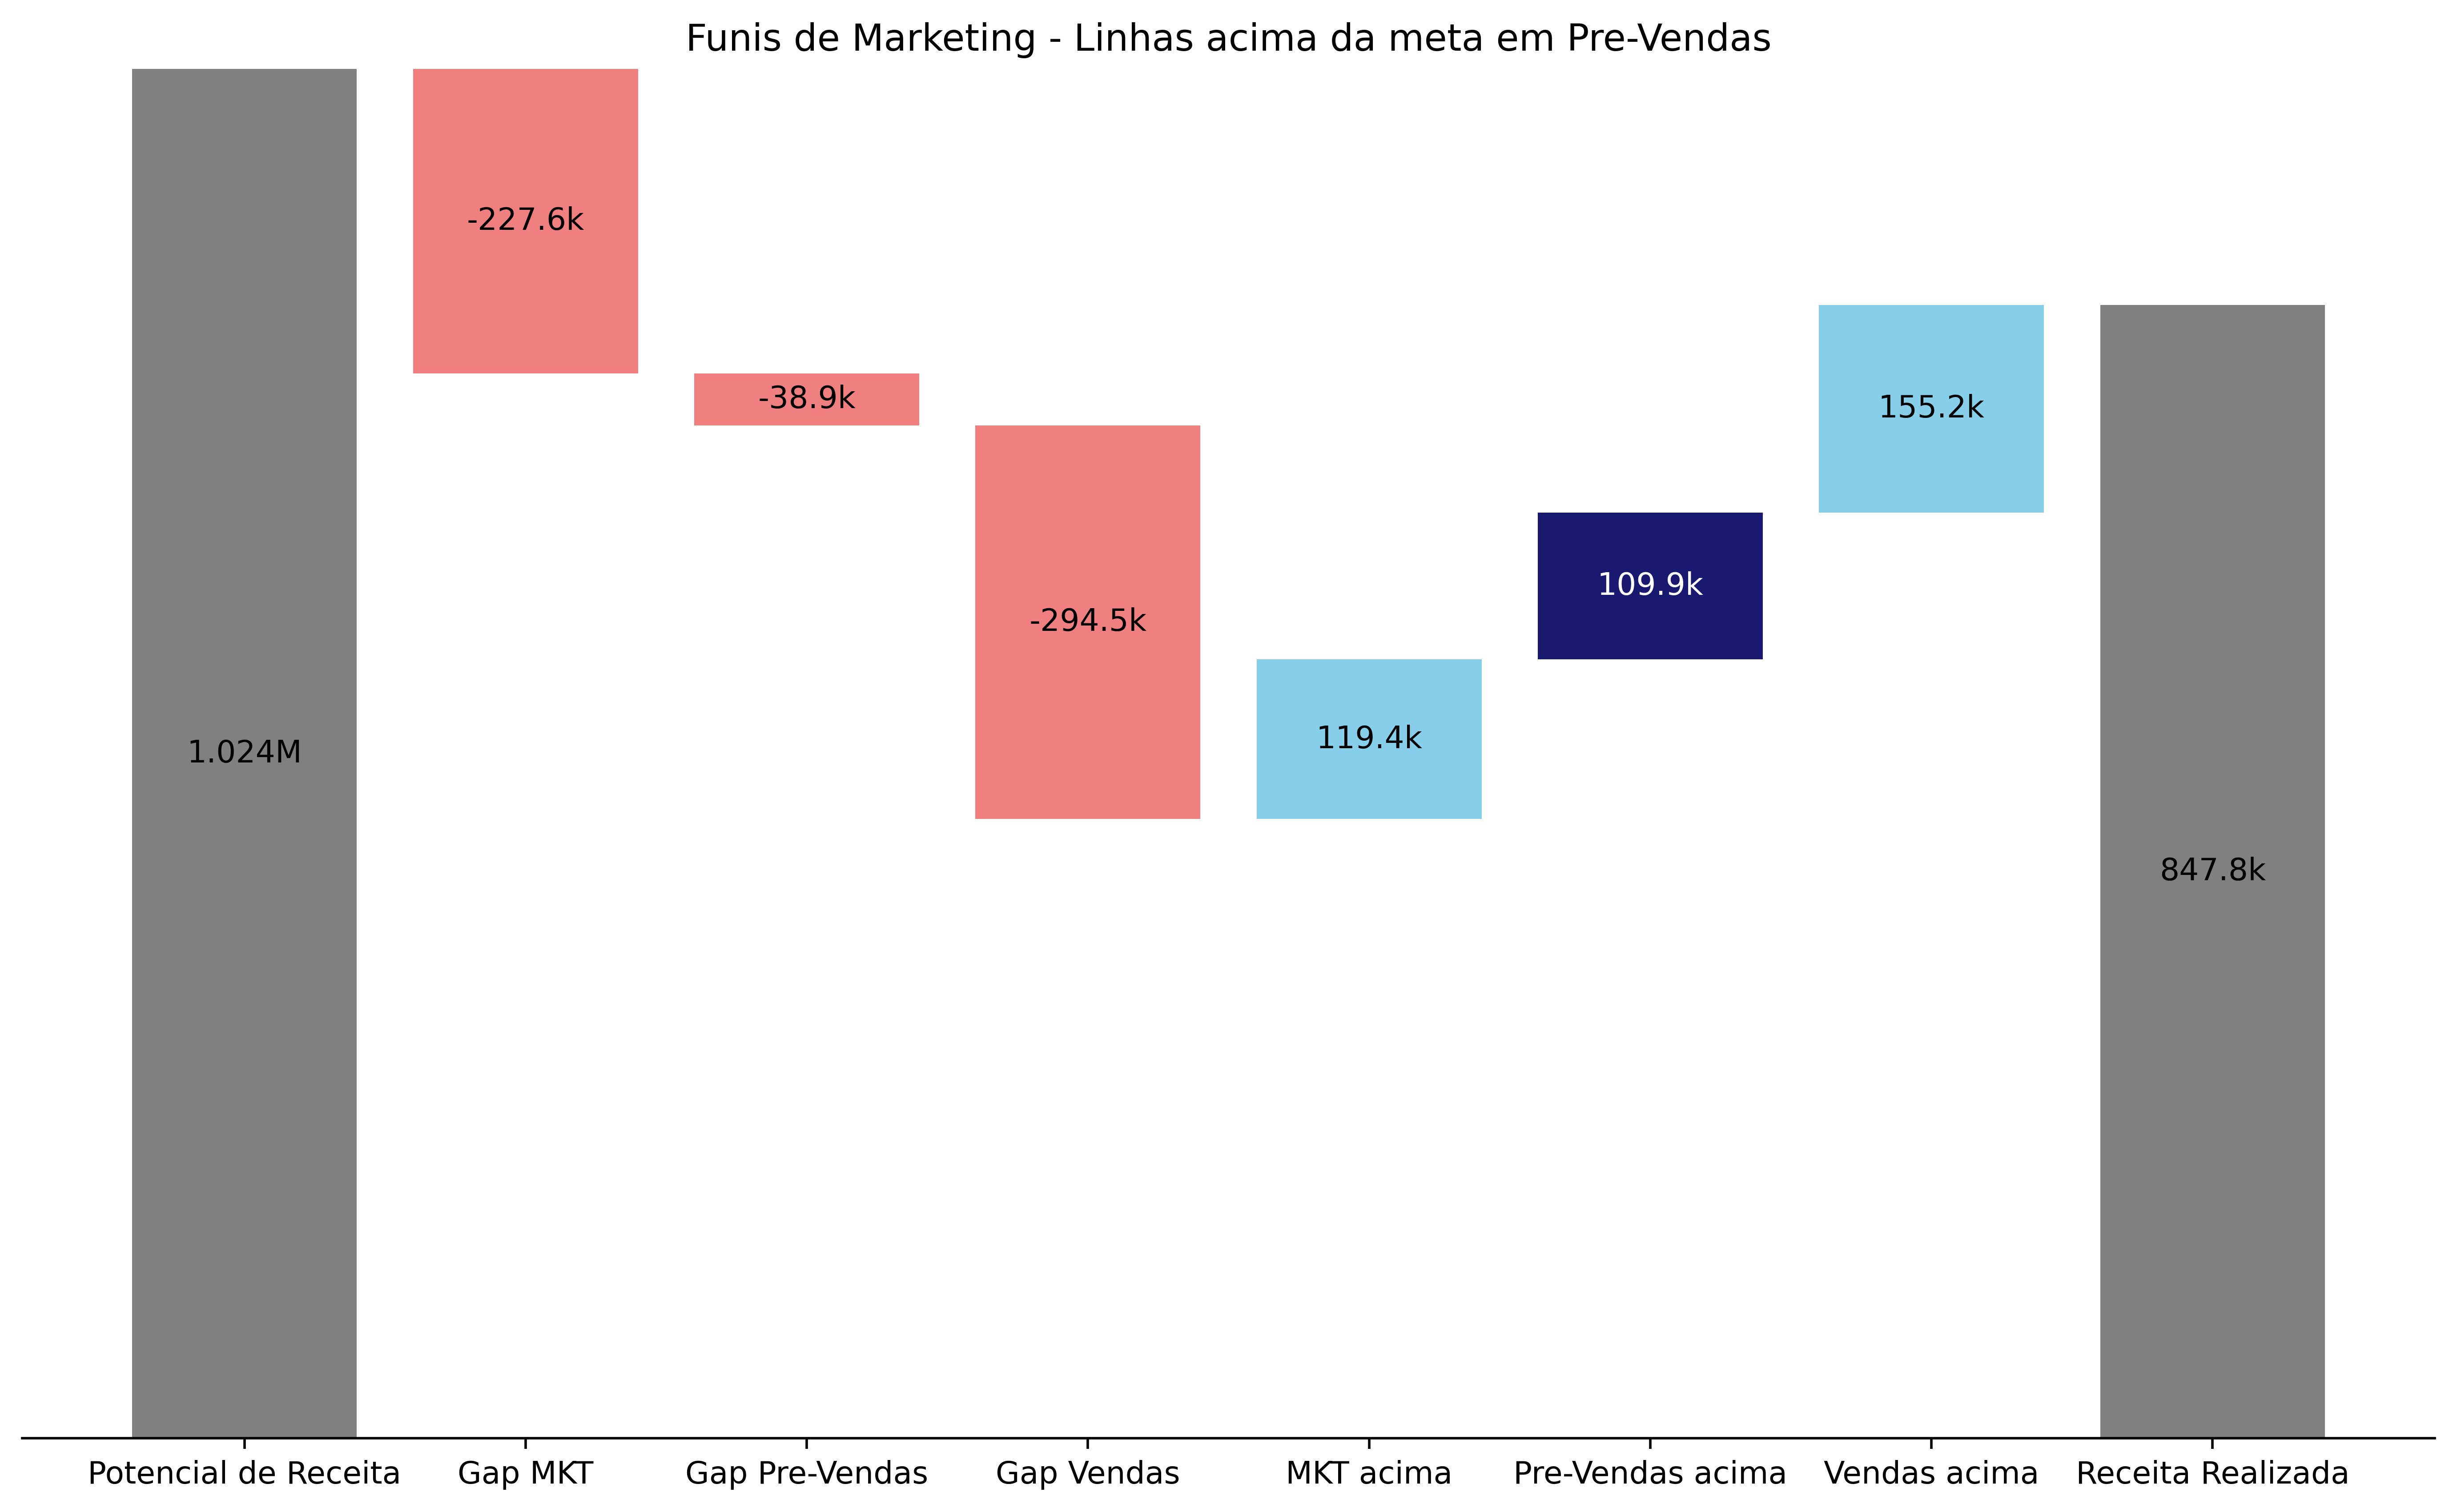 Funis de Marketing - Linhas acima da meta em Pre-Vendas
-227.6k
-38.9k
155.2k
109.9k
-294.5k
119.4k
1.024M
847.8k
Potencial de Receita
Gap MKT
Gap Pre-Vendas
Gap Vendas
MKT acima
Pre-Vendas acima
Vendas acima
Receita Realizada